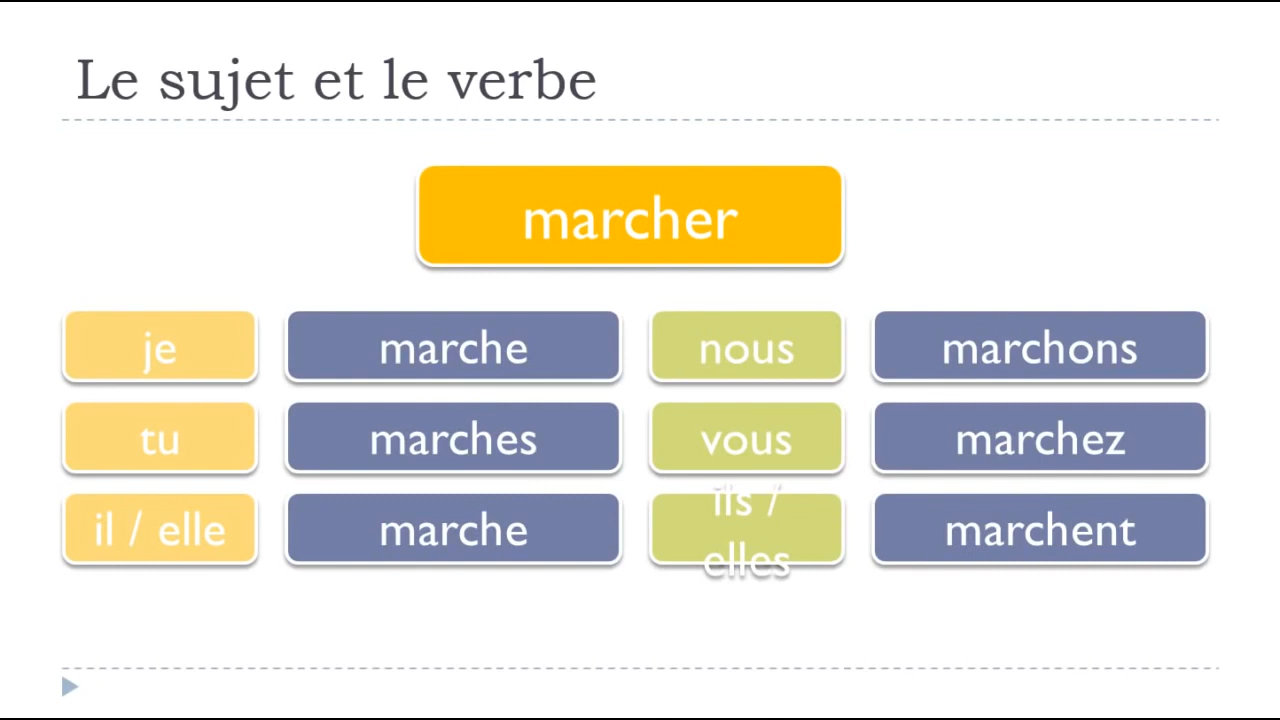 Le sujet et le verbe
marcher
je marche nous marchons
tu marches vous marchez
il / elle marche ils / elles marchent